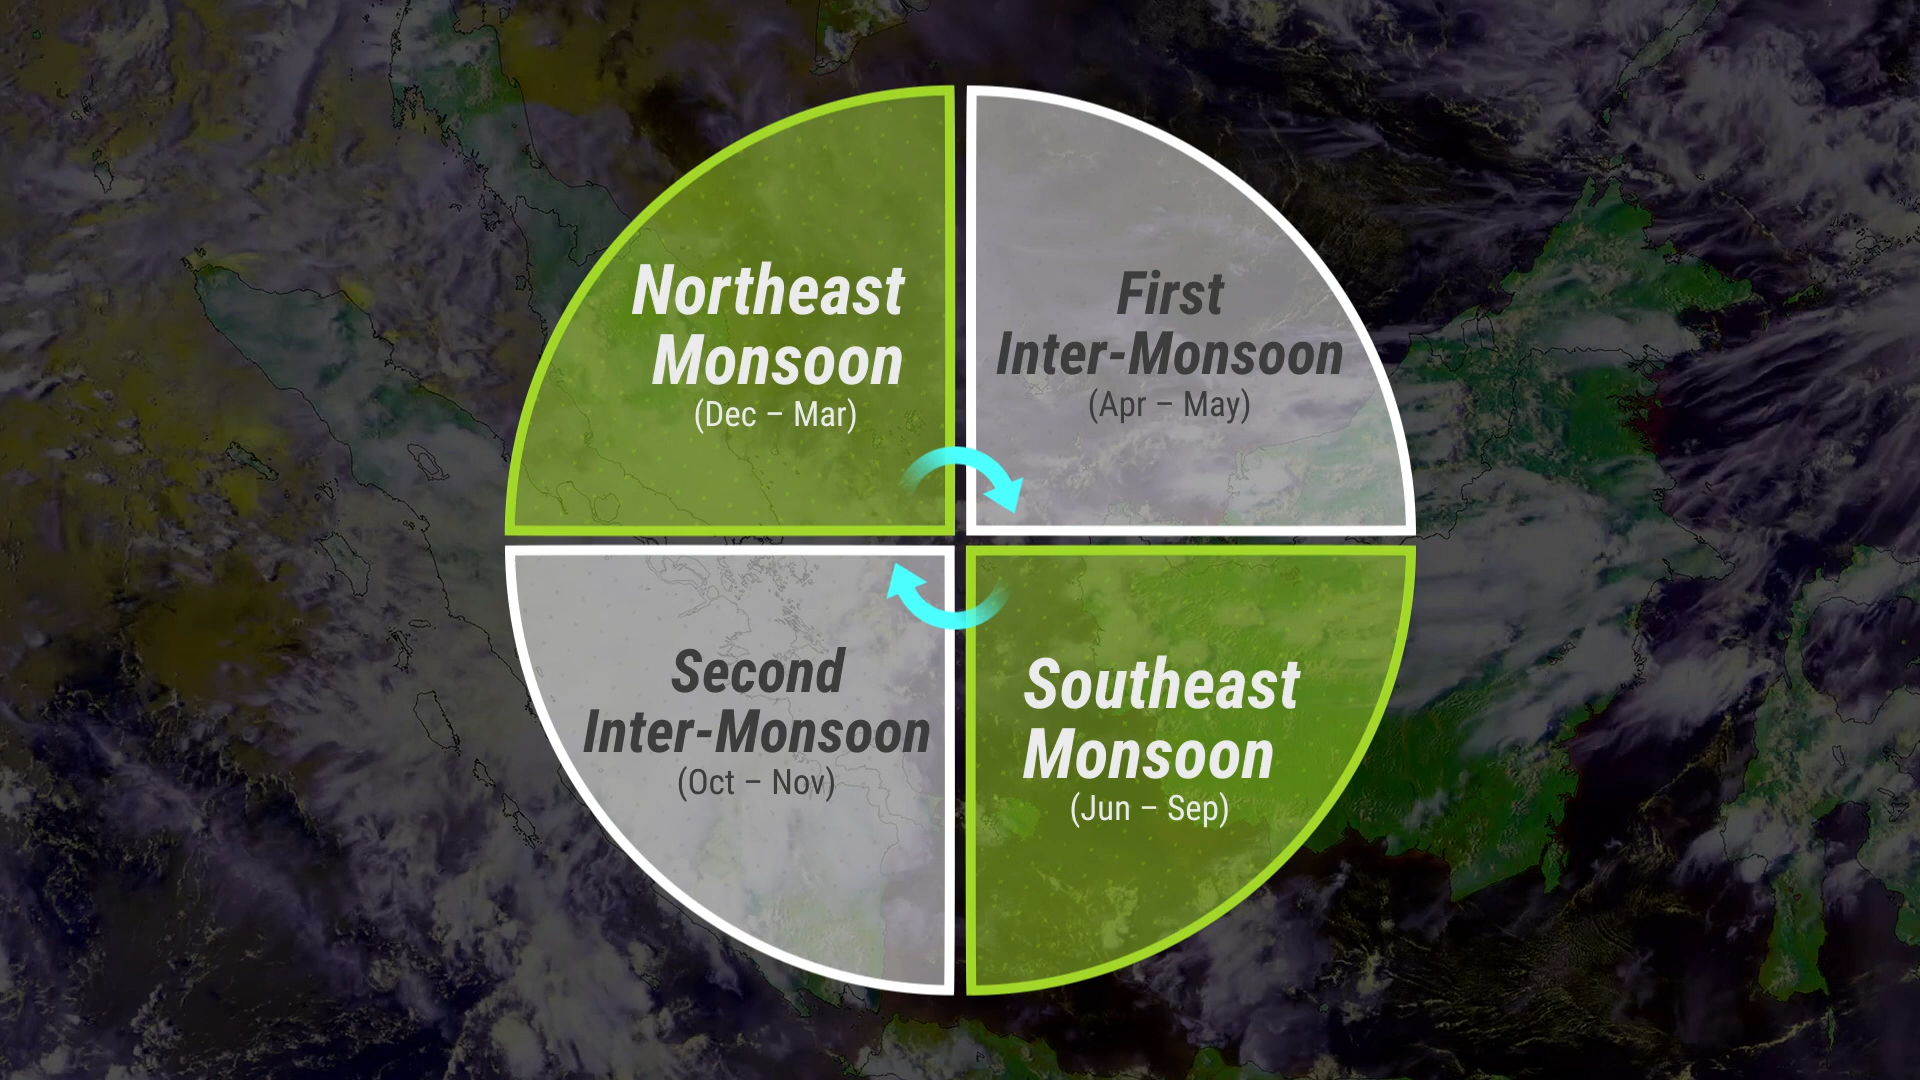 Northeast
Monsoon
(Dec – Mar)
First
Inter-Monsoon
(Apr – May)
Second
Inter-Monsoon
(Oct – Nov)
Southeast
Monsoon
(Jun – Sep)